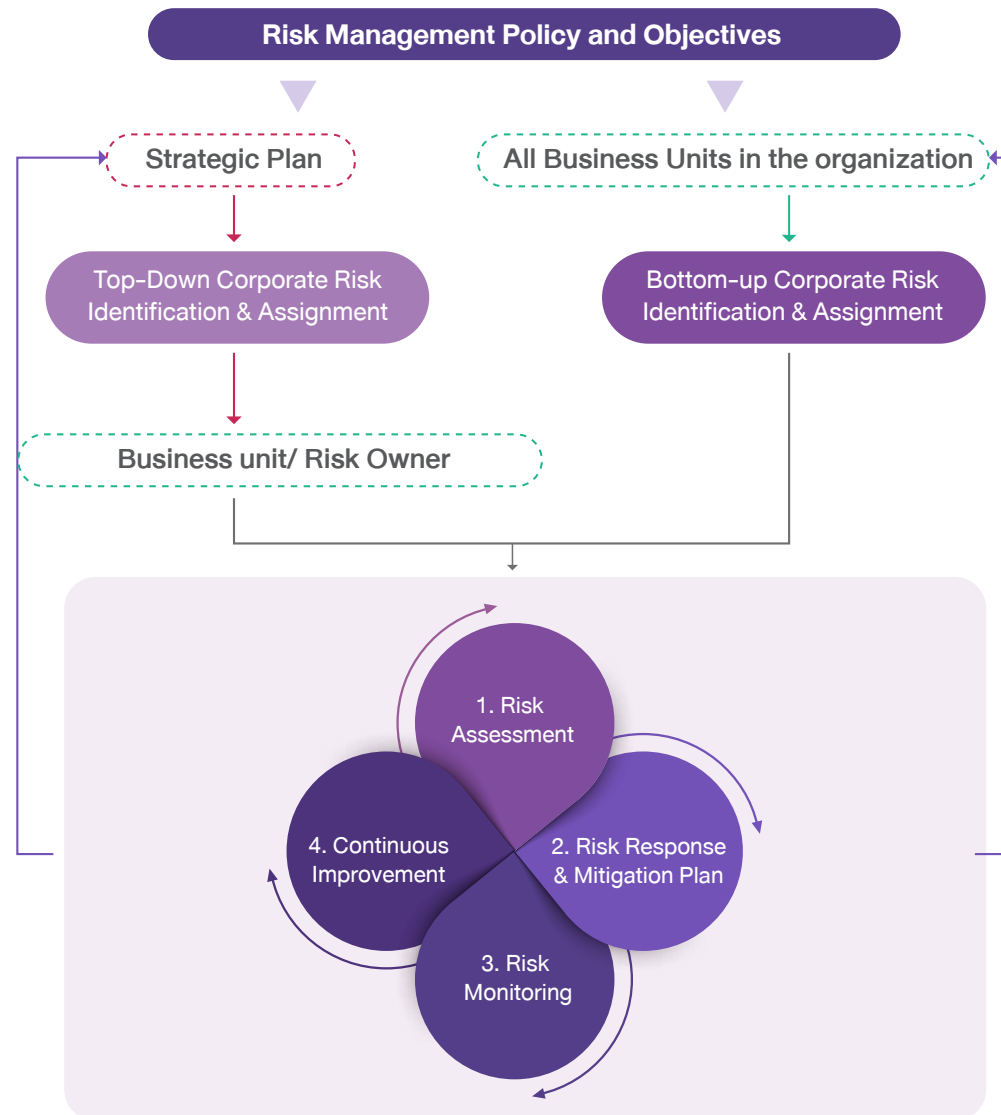 Risk Management Policy and Objectives
Strategic Plan
All Business Units in the organization
Top-Down Corporate Risk
Identification & Assignment
Bottom-up Corporate Risk
Identification & Assignment
Business unit/ Risk Owner
1. Risk
Assessment
2. Risk Response
& Mitigation Plan
3. Risk
Monitoring
4. Continuous
Improvement